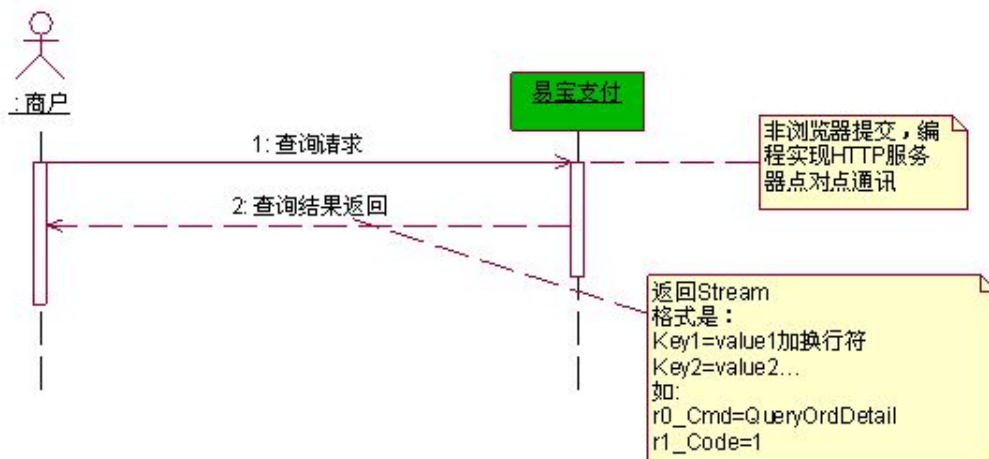 : 商户
易宝支付
1: 查询请求
非浏览器提交，编
程实现HTTP服务
器点对点通讯
2: 查询结果返回
返回Stream
格式是：
Key1=value1加换行符
Key2=value2...
如:
r0_Cmd=QueryOrdDetail
r1_Code=1